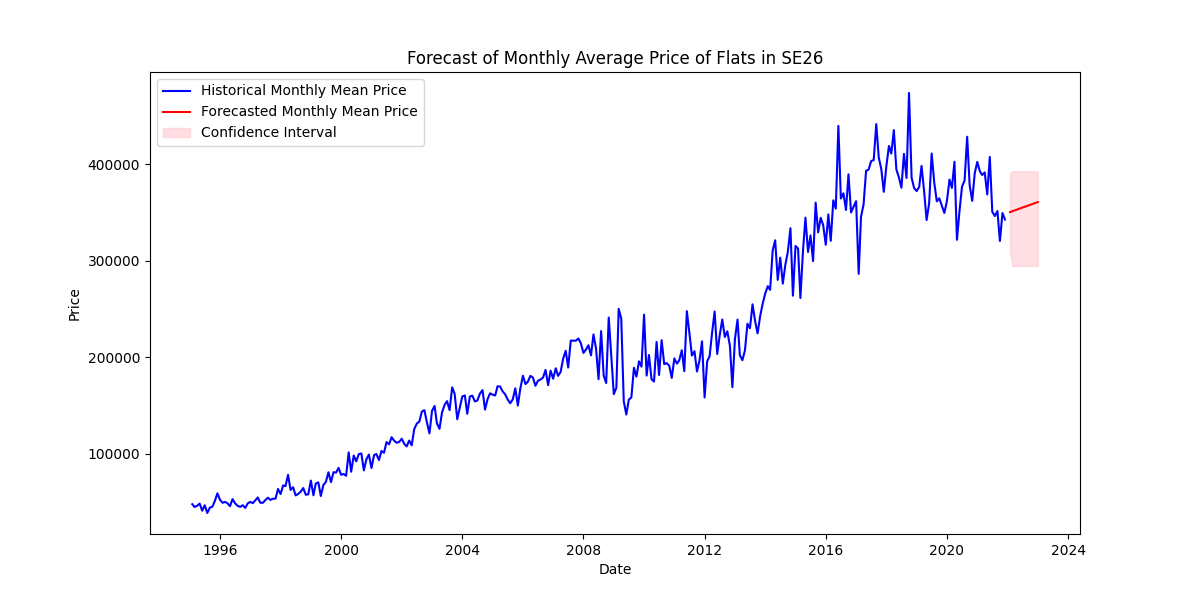 Forecast of Monthly Average Price of Flats in SE26
Historical Monthly Mean Price
Forecasted Monthly Mean Price
Confidence Interval
Price
400000
300000
200000
100000
1996 2000 2004 2008 2012 2016 2020 2024
Date